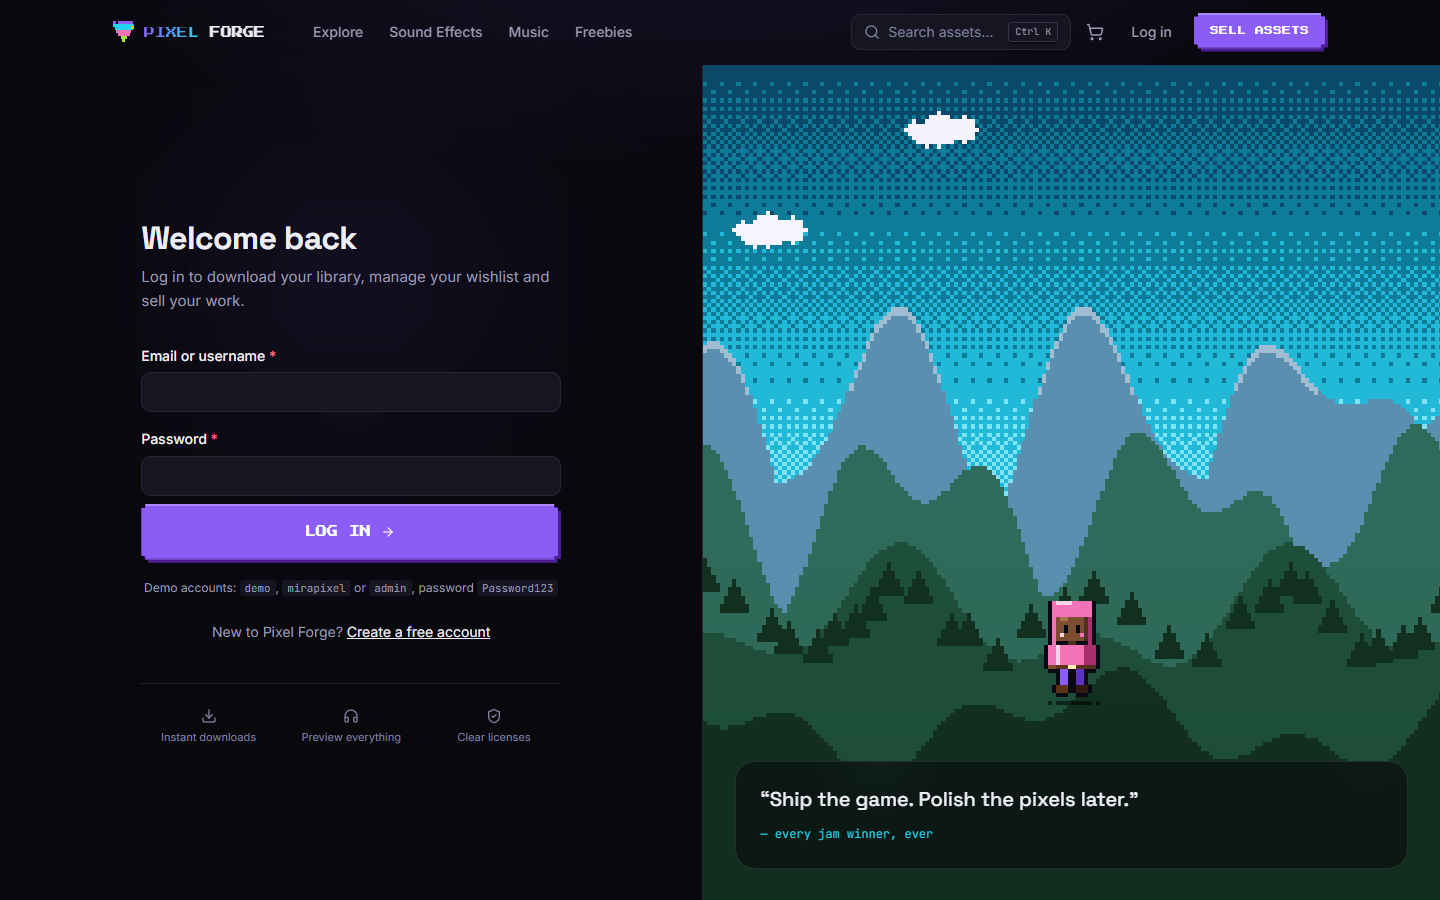 PIXEL FORGE
Explore
Sound Effects
Music
Freebies
Search assets...
Ctrl K
Log in
SELL ASSETS
Welcome back
Log in to download your library, manage your wishlist and
sell your work.
Email or username *
Password *
LOG IN →
Demo accounts: demo, mirapixel or admin, password Password123
New to Pixel Forge? Create a free account
Instant downloads
Preview everything
Clear licenses
“Ship the game. Polish the pixels later.”
— every jam winner, ever